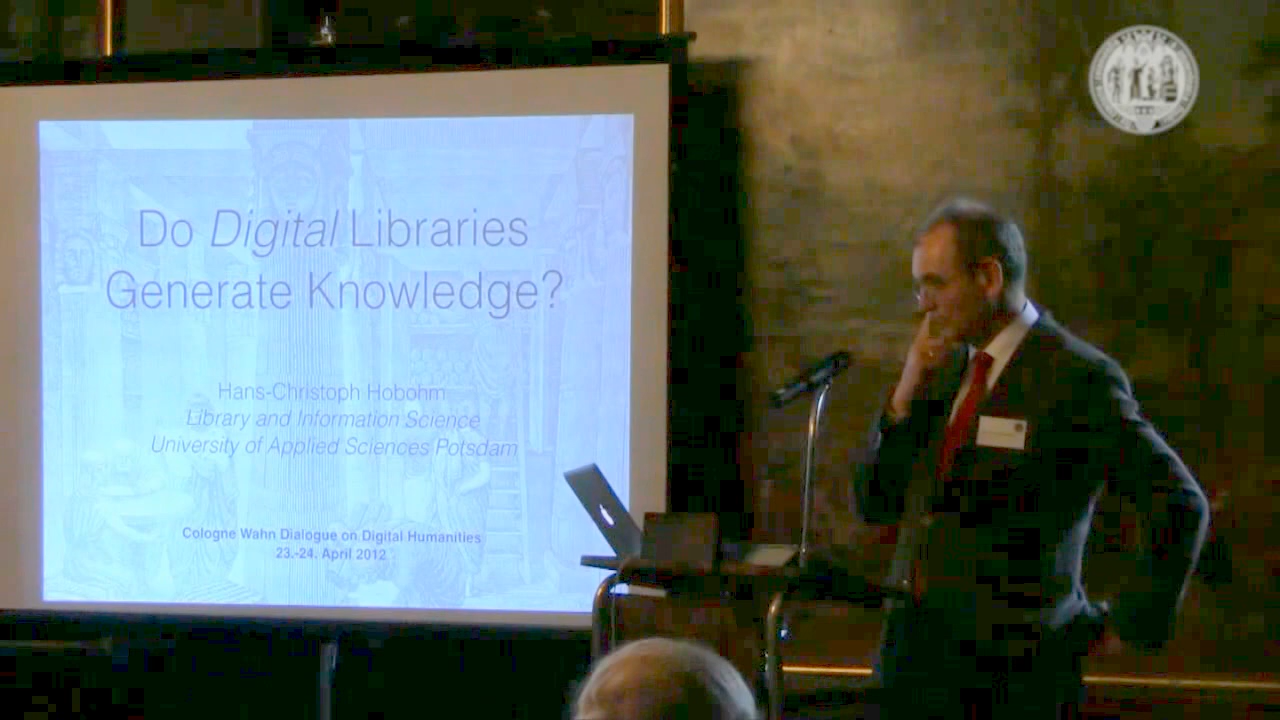 Do Digital Libraries
Generate Knowledge?
Hans-Christoph Hobohm
Library and Information Science
University of Applied Sciences Potsdam
Cologne Wahn Dialogue on Digital Humanities
23.-24. April 2012